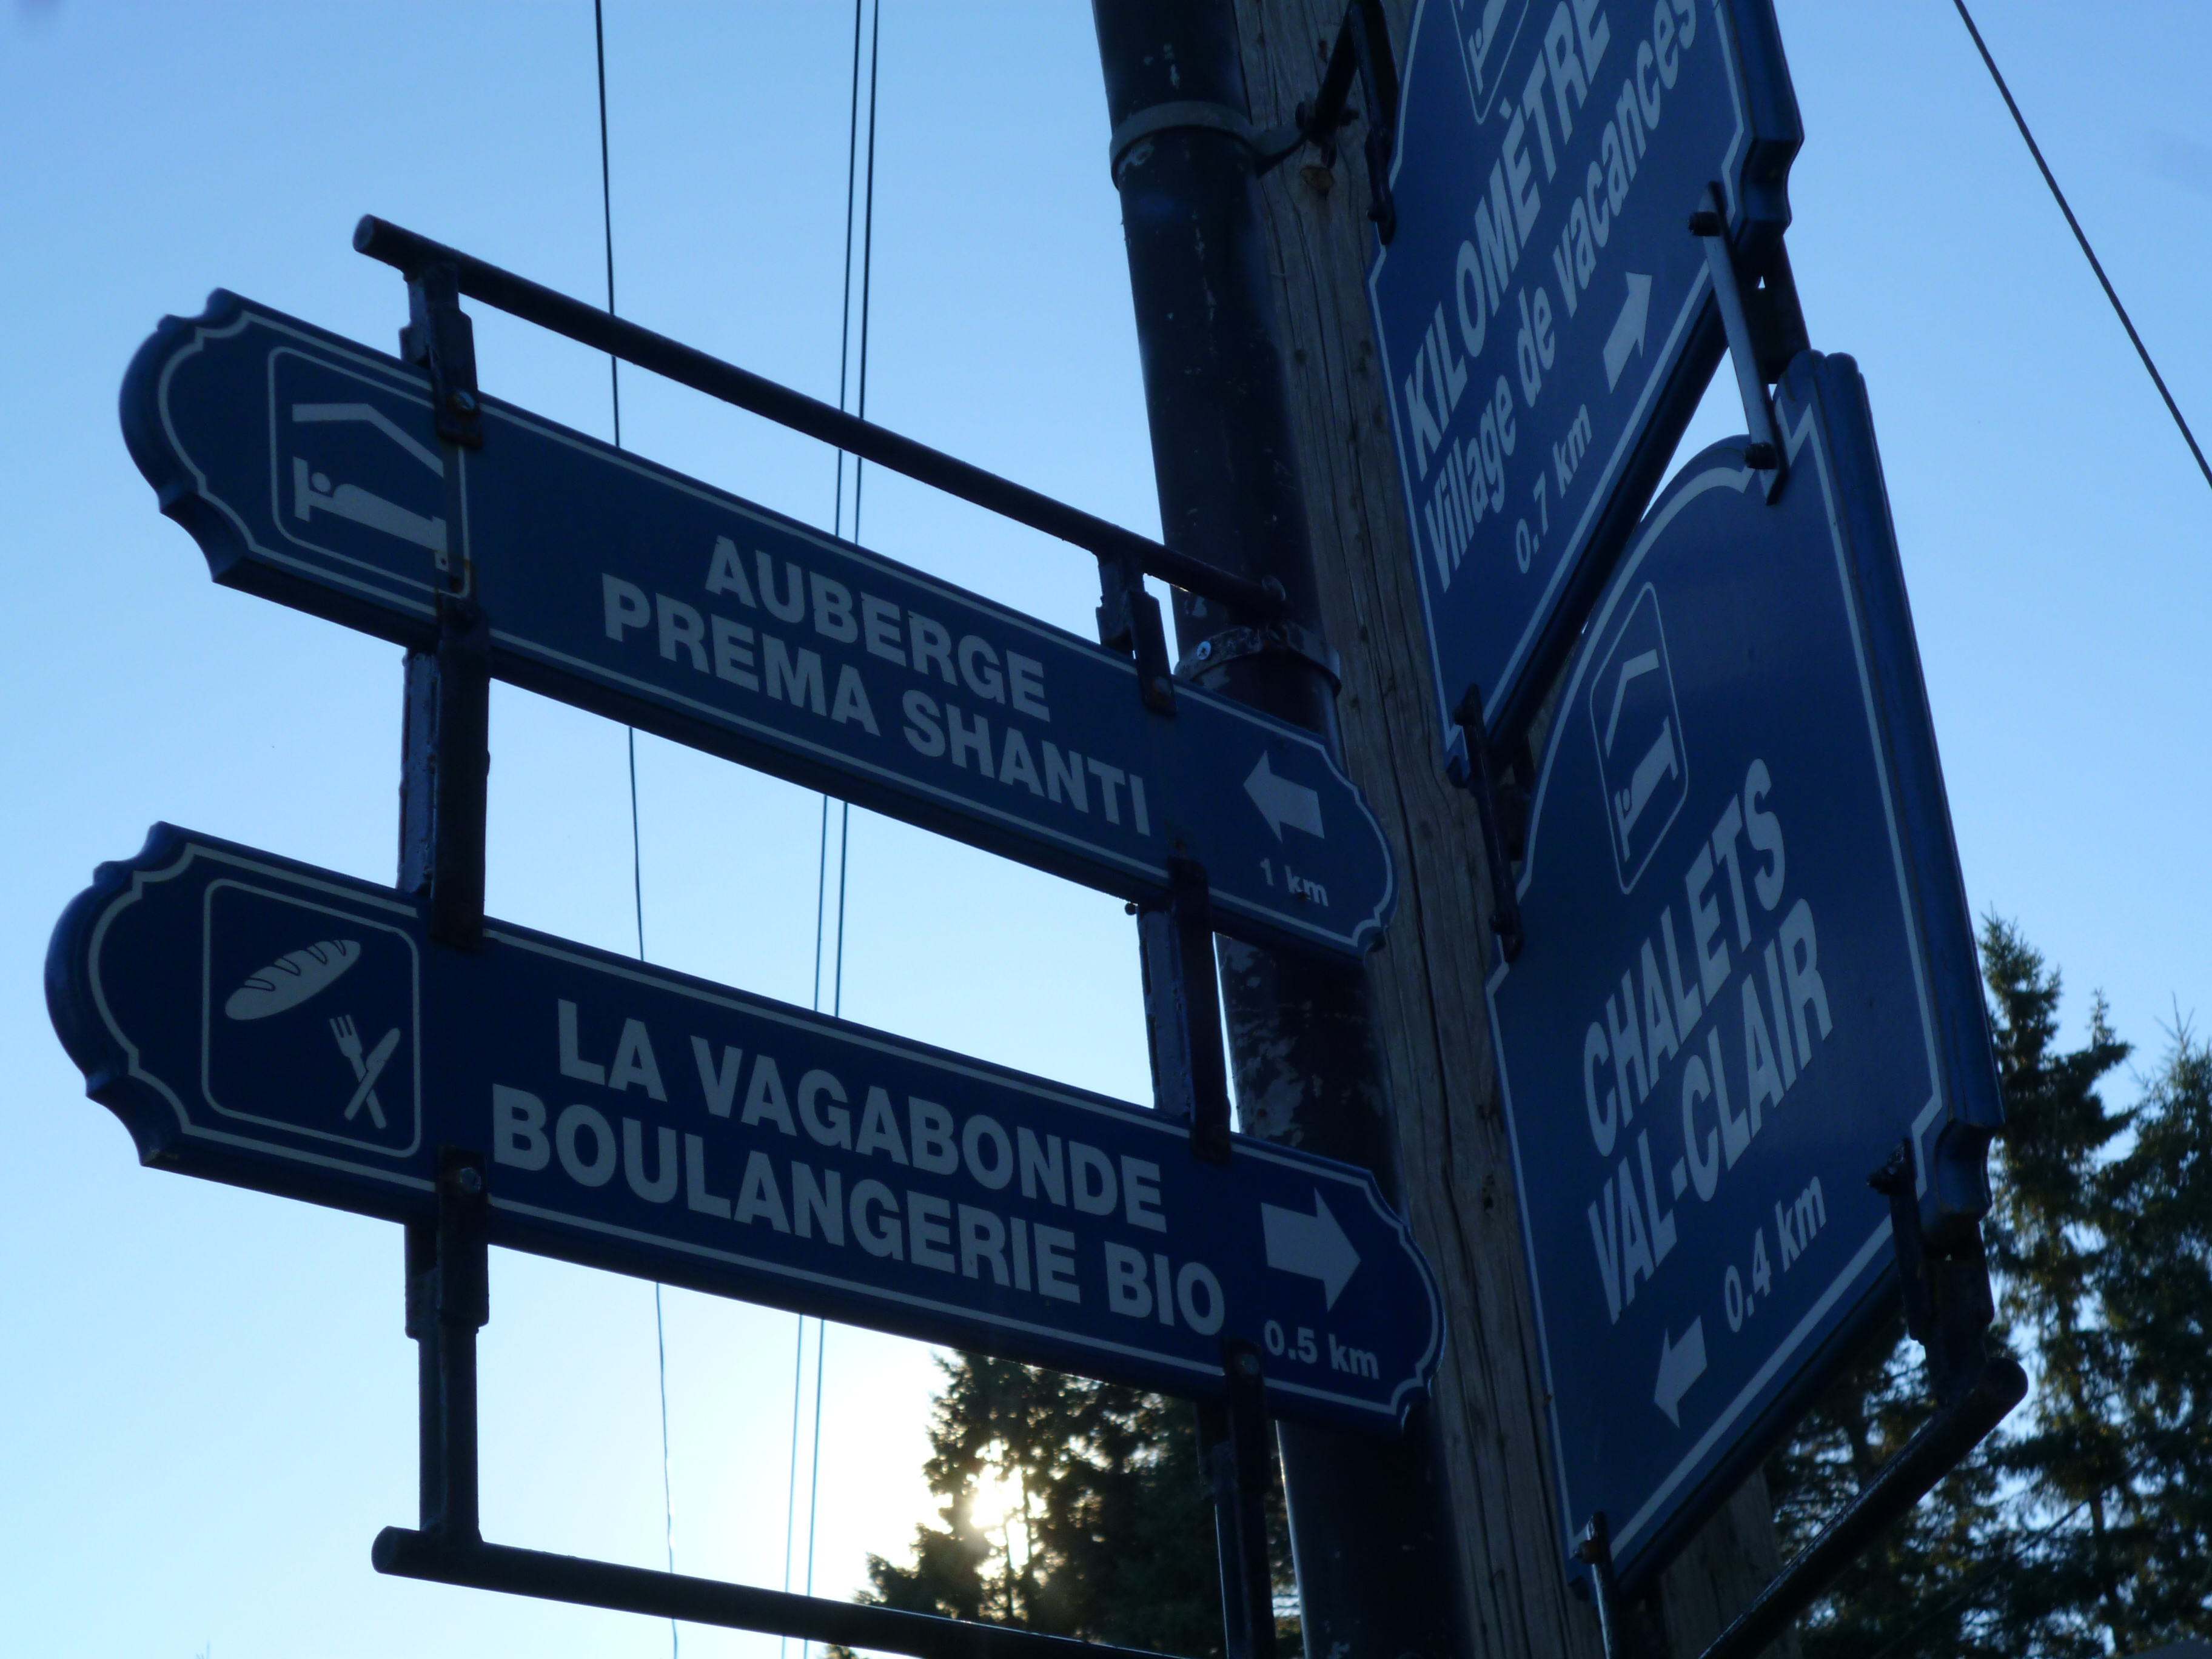 AUBERGE
PREMA SHANTI
1 km
LA VAGABONDE
BOULANGERIE BIO
0.5 km
KILOMÈTRE
Village de vacances
0.7 km
CHALETS
VAL-CLAIR
0.4 km